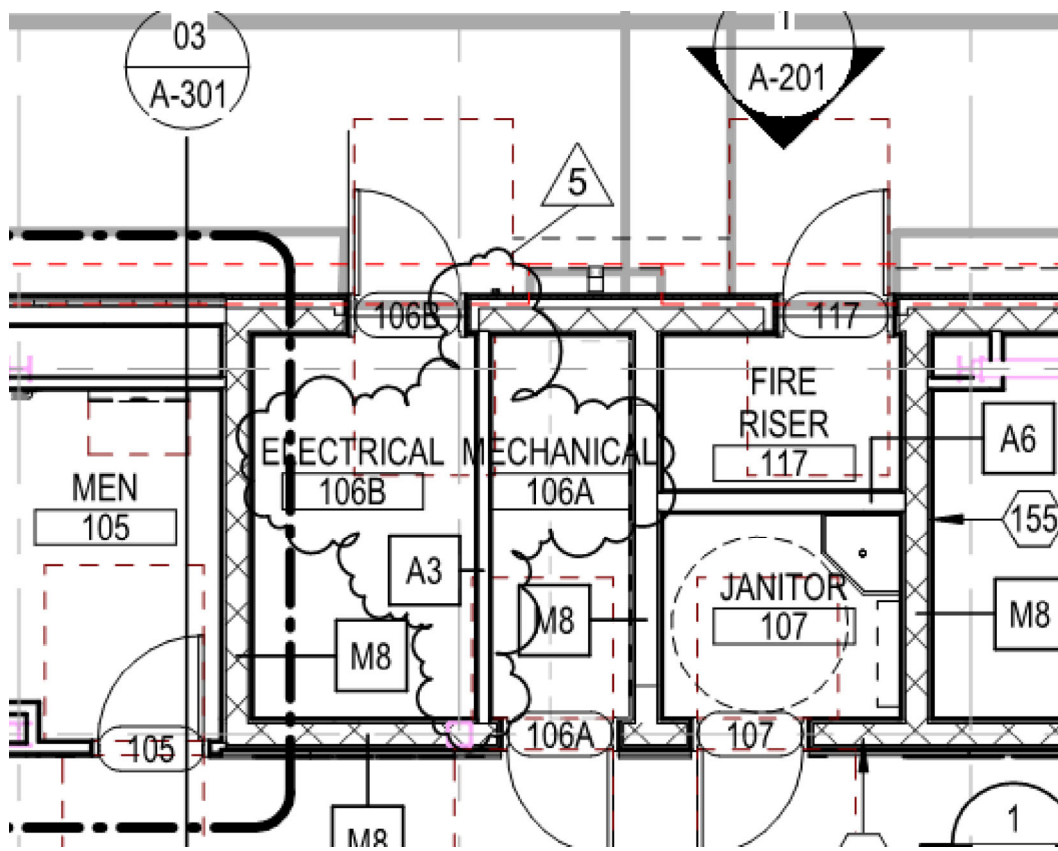 03
A-301
1
A-201
5
106B
117
FIRE
RISER
117
A6
ELECTRICAL
106B
MECHANICAL
106A
MEN
105
155
A3
JANITOR
107
M8
M8
M8
105
106A
107
M8
1